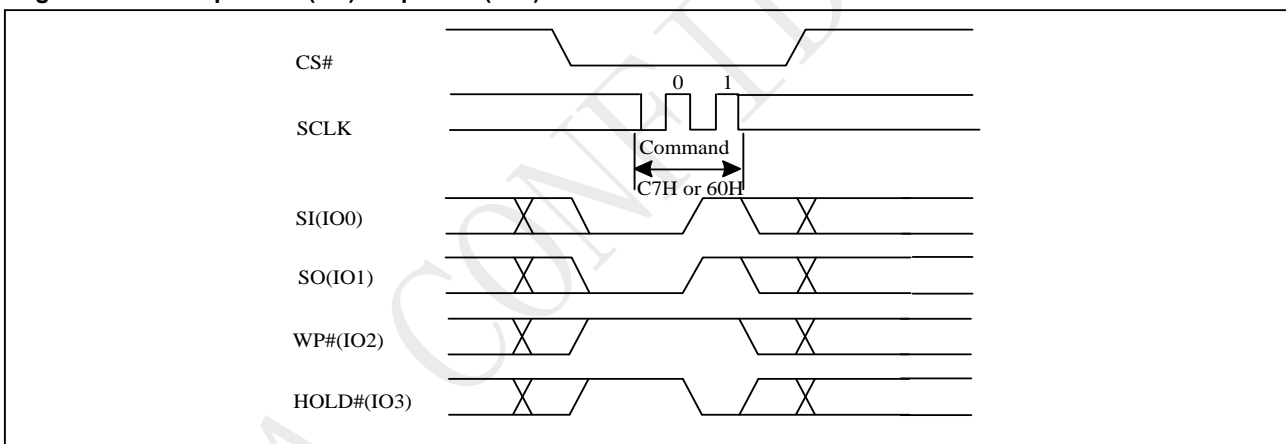 CS#
0 1
SCLK
Command
C7H or 60H
SI(IO0)
SO(IO1)
WP#(IO2)
HOLD#(IO3)